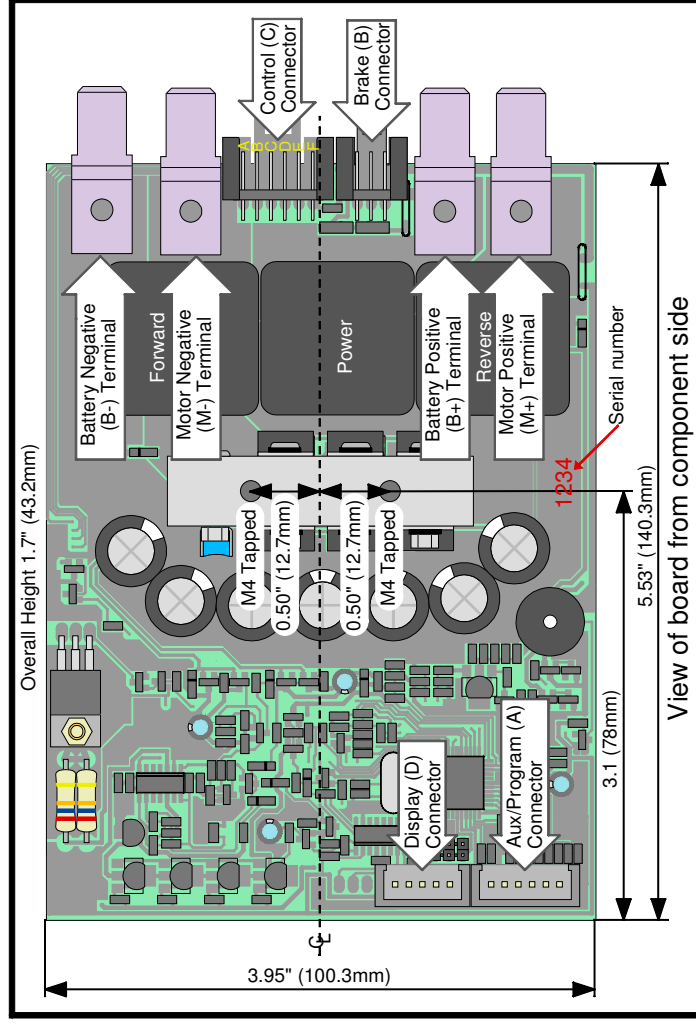 Overall Height 1.7" (43.2mm)
Battery Negative
(B-) Terminal
Forward
Motor Negative
(M-) Terminal
Control (C)
Connector
A
B
C
D
E
F
Brake (B)
Connector
Power
Battery Positive
(B+) Terminal
Reverse
Motor Positive
(M+) Terminal
M4 Tapped
0.50" (12.7mm)
0.50" (12.7mm)
M4 Tapped
1234
Serial number
Display (D)
Connector
Aux/Program (A)
Connector
3.1 (78mm)
5.53" (140.3mm)
CL
3.95" (100.3mm)
View of board from component side